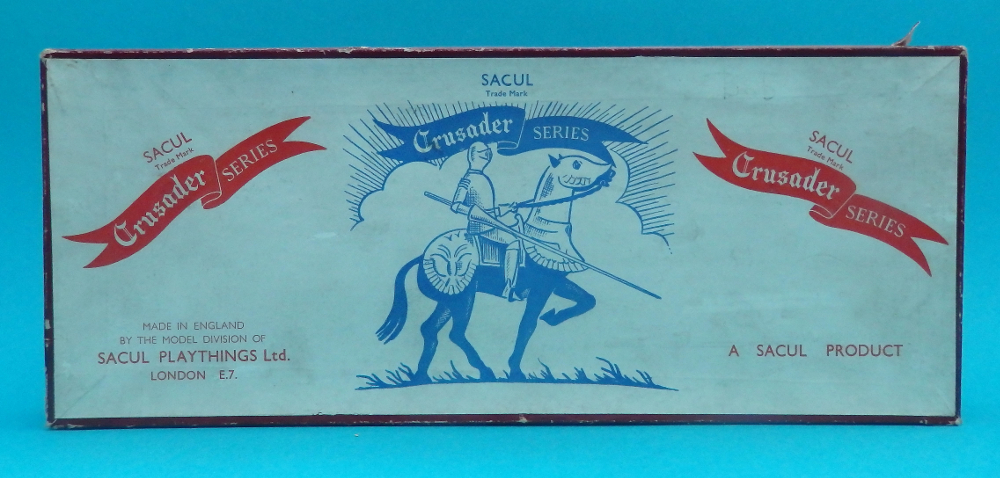 SACUL
Trade Mark
Crusader SERIES
SACUL
Trade Mark
Crusader SERIES
SACUL
Trade Mark
Crusader SERIES
MADE IN ENGLAND
BY THE MODEL DIVISION OF
SACUL PLAYTHINGS Ltd.
LONDON E.7.
A SACUL PRODUCT